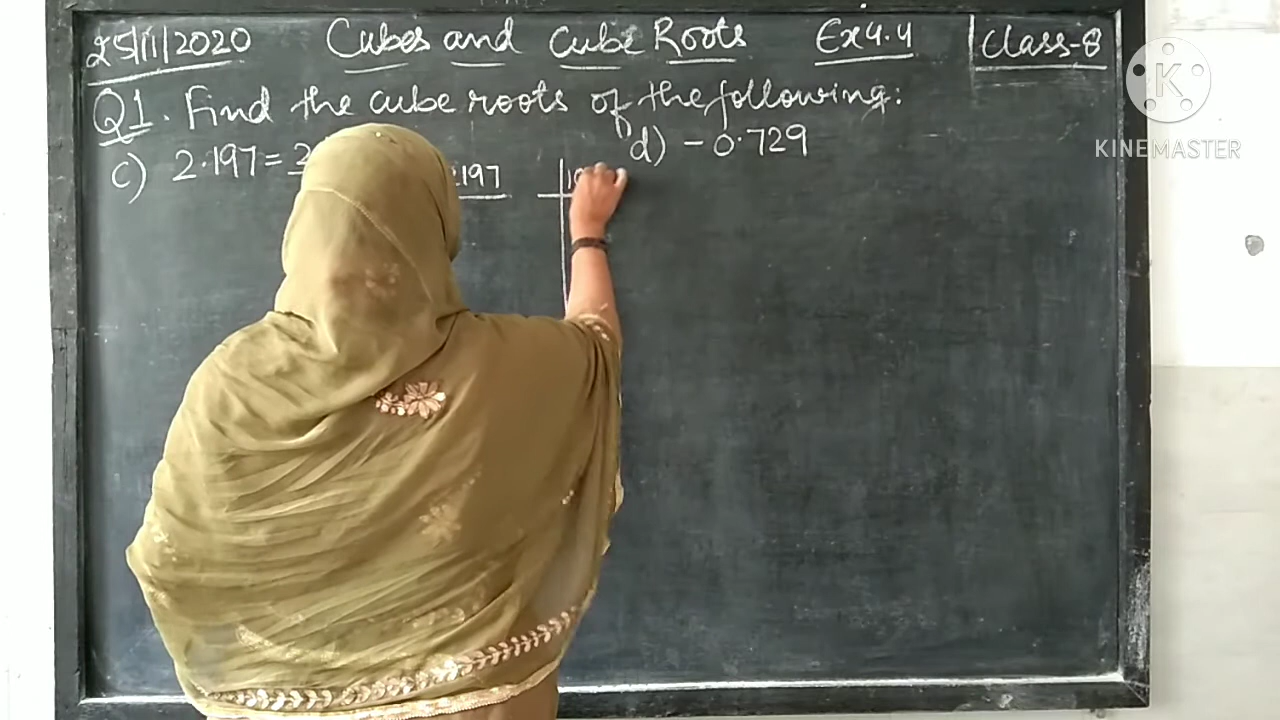 25/11/2020 Cubes and Cube Roots Ex4.4 Class-8
Q1. Find the cube roots of the following:
c) 2.197 = 2 197 d) -0.729
K
KINEMASTER